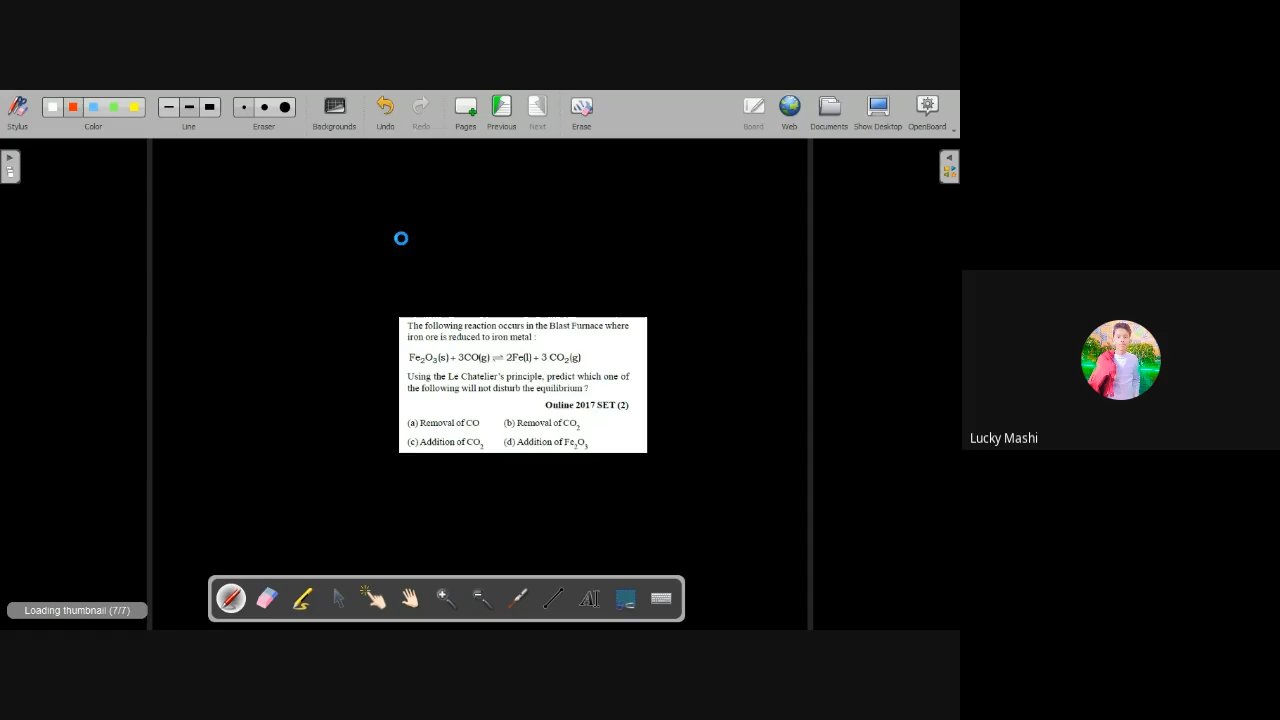 Stylus
Color
Line
Eraser
Backgrounds
Undo
Redo
Pages
Previous
Next
Erase
Board
Web
Documents
Show Desktop
OpenBoard
The following reaction occurs in the Blast Furnace where
iron ore is reduced to iron metal :
Fe₂O₃(s) + 3CO(g) ⇌ 2Fe(l) + 3 CO₂(g)
Using the Le Chatelier's principle, predict which one of
the following will not disturb the equilibrium ?
Online 2017 SET (2)
(a) Removal of CO (b) Removal of CO₂
(c) Addition of CO₂ (d) Addition of Fe₂O₃
Lucky Mashi
Loading thumbnail (7/7)
AI